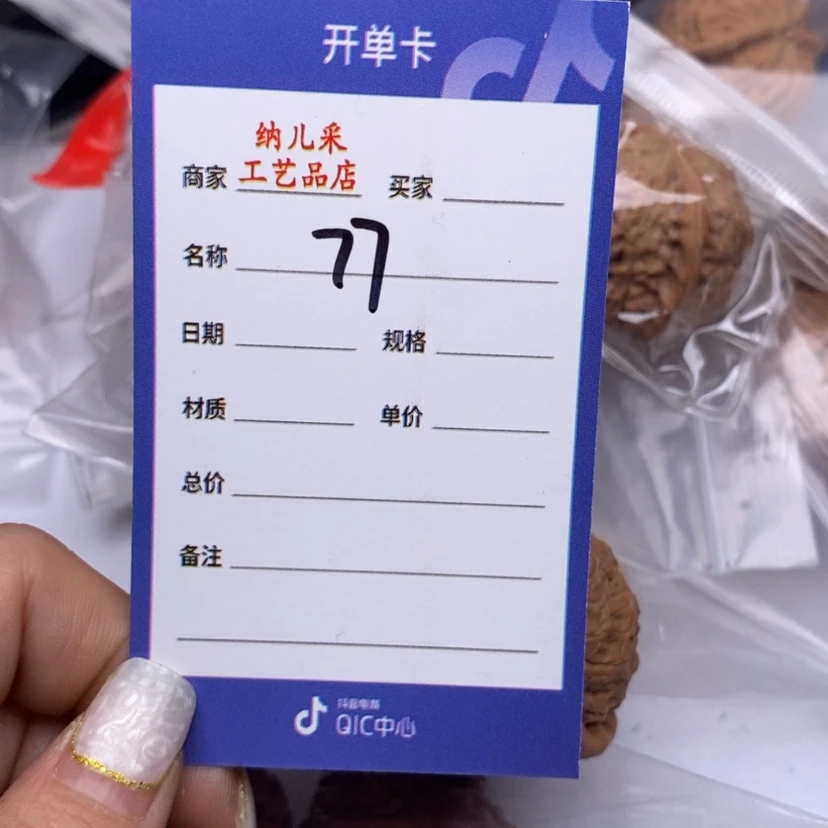 开单卡
纳儿采
商家 工艺品店 买家
名称 77
日期 规格
材质 单价
总价
备注
抖音电商
QIC中心